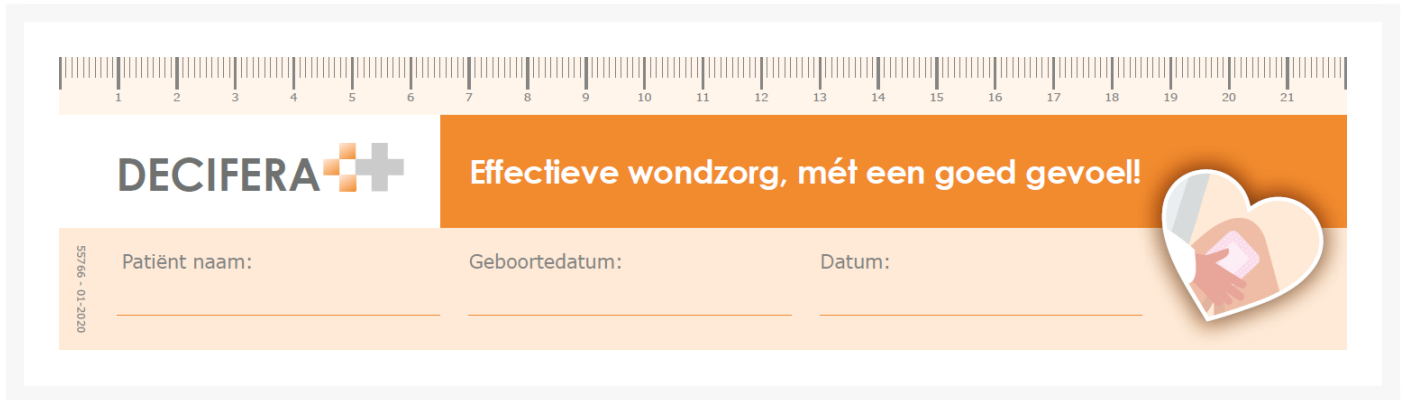 1 2 3 4 5 6 7 8 9 10 11 12 13 14 15 16 17 18 19 20 21
DECIFERA
Effectieve wondzorg, mét een goed gevoel!
55766 - 01-2020
Patiënt naam: Geboortedatum: Datum: